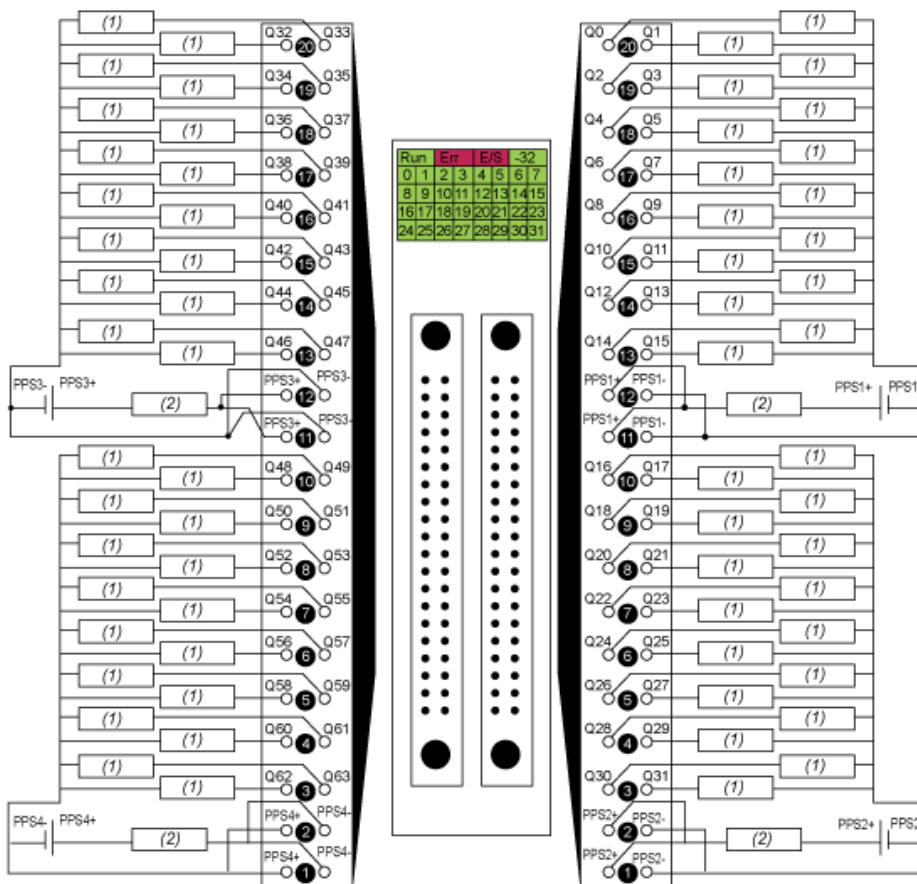 (1) Q32 20 Q33 Q0 20 Q1 (1)
(1) (1)
(1) Q34 19 Q35 Q2 19 Q3 (1)
(1) (1)
(1) Q36 18 Q37 Q4 18 Q5 (1)
(1) (1)
(1) Q38 17 Q39 Q6 17 Q7 (1)
(1) (1)
(1) Q40 16 Q41 Q8 16 Q9 (1)
(1) (1)
(1) Q42 15 Q43 Q10 15 Q11 (1)
(1) (1)
(1) Q44 14 Q45 Q12 14 Q13 (1)
(1) (1)
(1) Q46 13 Q47 Q14 13 Q15 (1)
(1) (1)
Run Err E/S -32
0 1 2 3 4 5 6 7
8 9 10 11 12 13 14 15
16 17 18 19 20 21 22 23
24 25 26 27 28 29 30 31
PPS3- PPS3+ (2) PPS3+ 12 PPS3- PPS1+ 12 PPS1- (2) PPS1+ PPS1
PPS3+ 11 PPS3- PPS1+ 11 PPS1-
(1) Q48 10 Q49 Q16 10 Q17 (1)
(1) (1)
(1) Q50 9 Q51 Q18 9 Q19 (1)
(1) (1)
(1) Q52 8 Q53 Q20 8 Q21 (1)
(1) (1)
(1) Q54 7 Q55 Q22 7 Q23 (1)
(1) (1)
(1) Q56 6 Q57 Q24 6 Q25 (1)
(1) (1)
(1) Q58 5 Q59 Q26 5 Q27 (1)
(1) (1)
(1) Q60 4 Q61 Q28 4 Q29 (1)
(1) (1)
(1) Q62 3 Q63 Q30 3 Q31 (1)
(1) (1)
PPS4- PPS4+ (2) PPS4+ 2 PPS4- PPS2+ 2 PPS2- (2) PPS2+ PPS2
PPS4+ 1 PPS4- PPS2+ 1 PPS2-